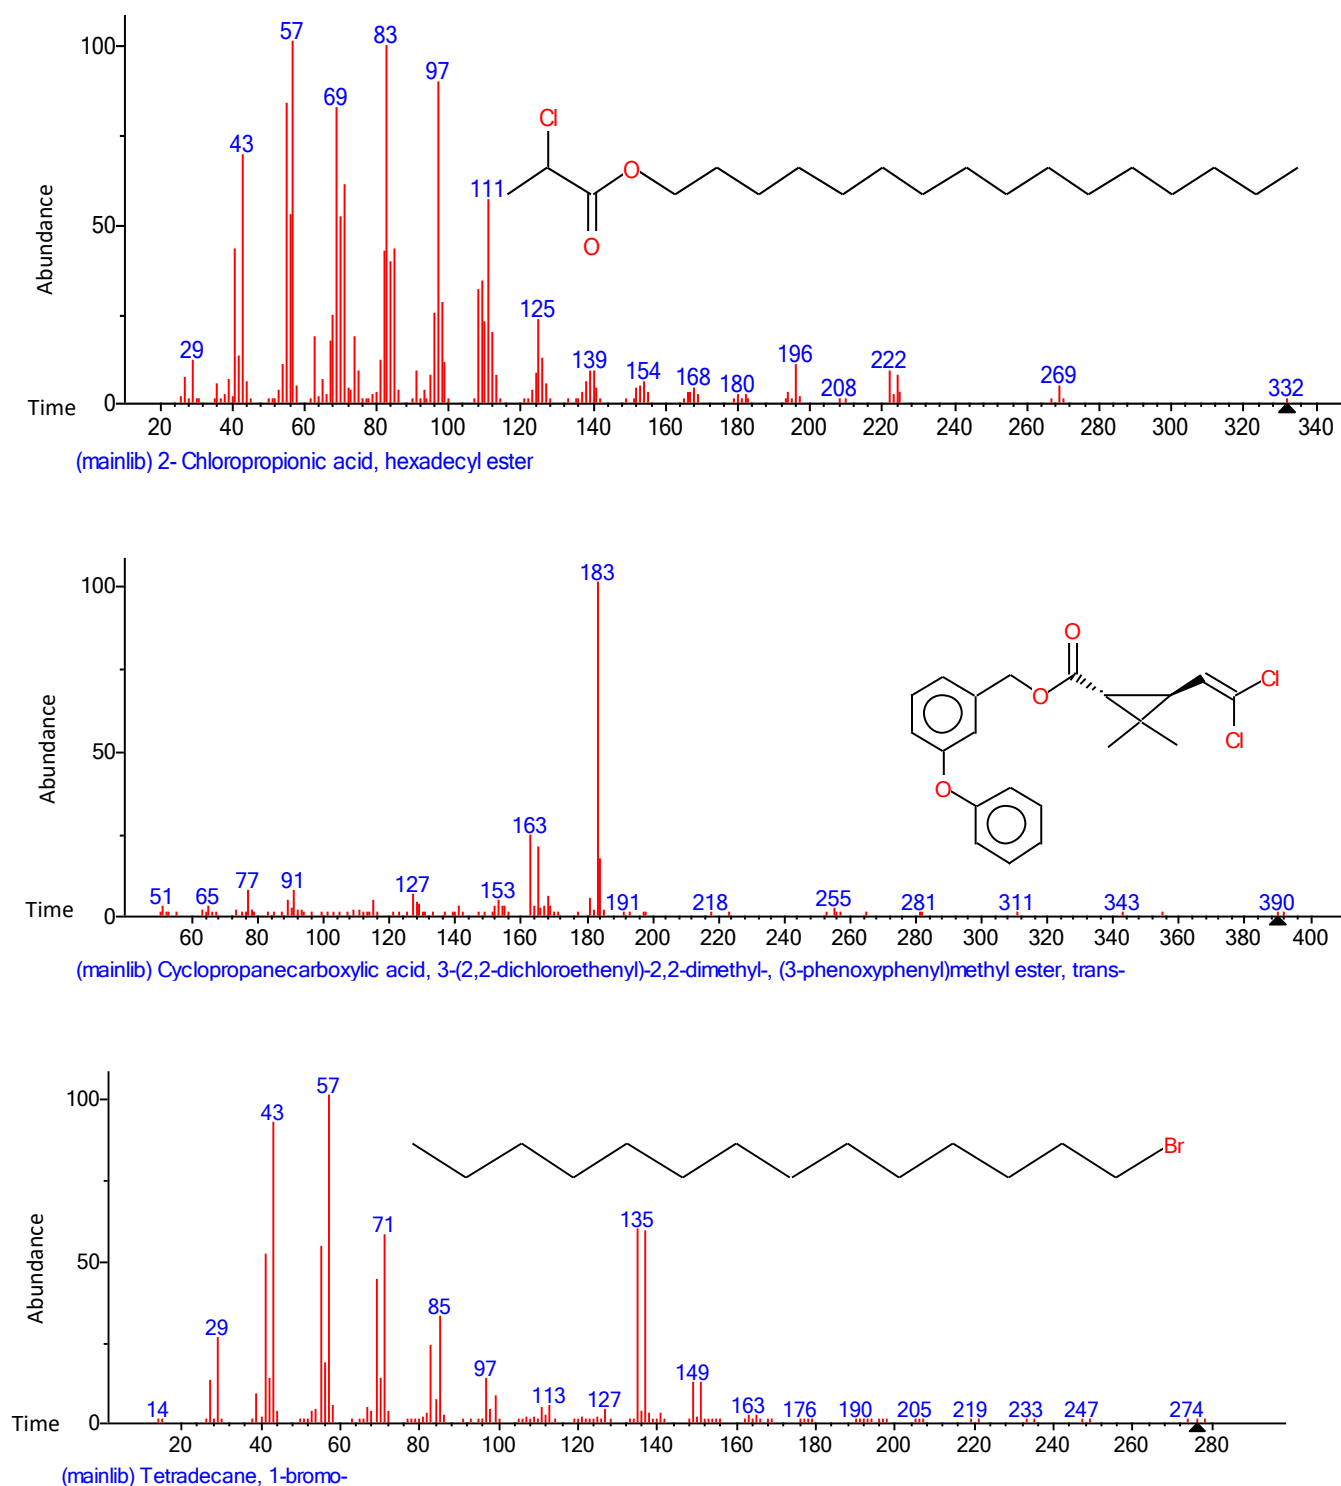 100
57
83
97
69
43
Cl
111
O
Abundance
50
O
125
29
139
154
168
180
196
208
222
269
332
Time
0
20 40 60 80 100 120 140 160 180 200 220 240 260 280 300 320 340
(mainlib) 2- Chloropropionic acid, hexadecyl ester
183
100
O
Cl
O
Cl
Abundance
50
O
163
51 65 77 91 127 153 191 218 255 281 311 343 390
Time
0
60 80 100 120 140 160 180 200 220 240 260 280 300 320 340 360 380 400
(mainlib) Cyclopropanecarboxylic acid, 3-(2,2-dichloroethenyl)-2,2-dimethyl-, (3-phenoxyphenyl)methyl ester, trans-
57
100
43
Br
71
135
Abundance
50
29
85
97
149
14 113 127 163 176 190 205 219 233 247 274
Time
0
20 40 60 80 100 120 140 160 180 200 220 240 260 280
(mainlib) Tetradecane, 1-bromo-